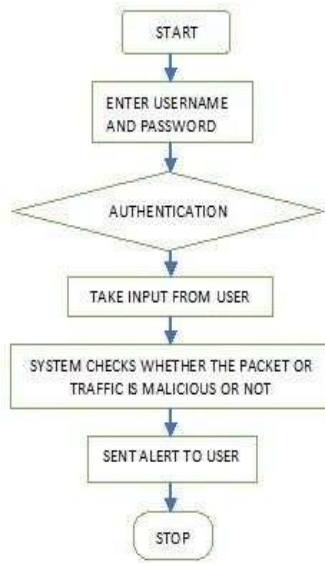 START
ENTER USERNAME
AND PASSWORD
AUTHENTICATION
TAKE INPUT FROM USER
SYSTEM CHECKS WHETHER THE PACKET OR
TRAFFIC IS MALICIOUS OR NOT
SENT ALERT TO USER
STOP